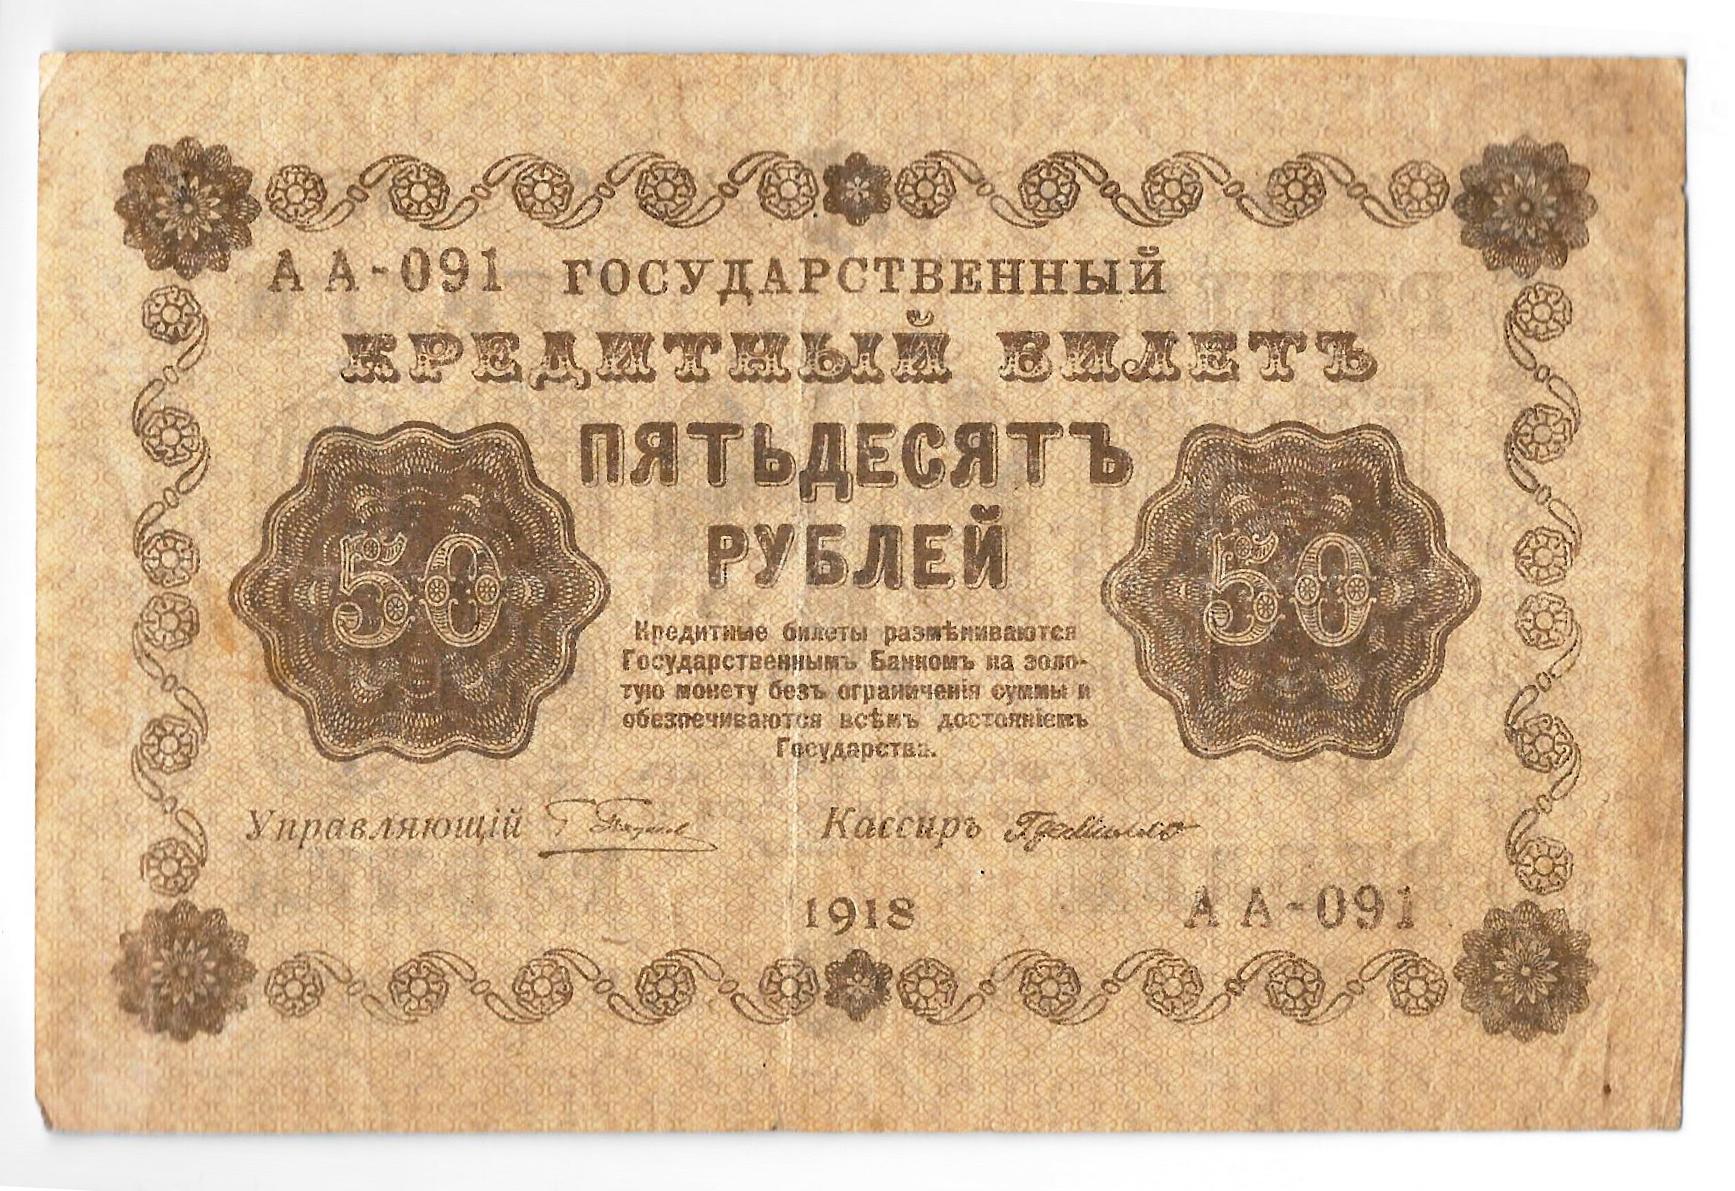 АА-091 ГОСУДАРСТВЕННЫЙ
КРЕДИТНЫЙ БИЛЕТЪ
ПЯТЬДЕСЯТЪ
РУБЛЕЙ
50 50
Кредитные билеты размѣниваются
Государственнымъ Банкомъ на золо-
тую монету безъ ограниченія суммы и
обезпечиваются всѣмъ достояніемъ
Государства.
Управляющій Кассиръ
1918 АА-091